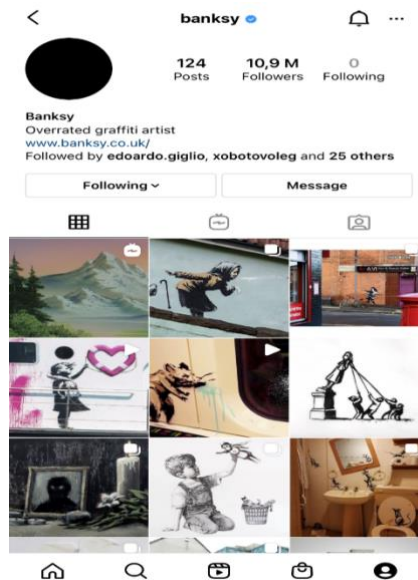 banksy
124 10,9 M 0
Posts Followers Following
Banksy
Overrated graffiti artist
www.banksy.co.uk/
Followed by edoardo.giglio, xobotovoleg and 25 others
Following Message